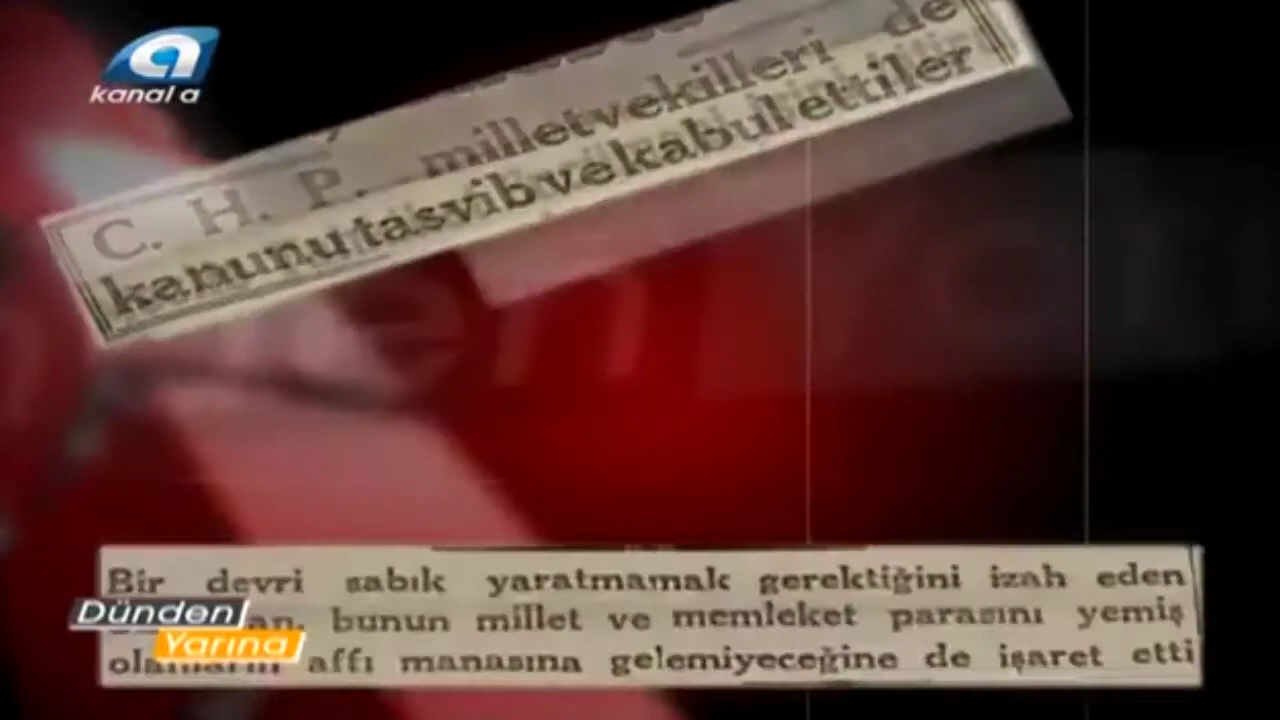 kanal a
C. H. P. milletvekilleri de
kanunu tasvib ve kabul ettiler
Bir devri sabık yaratmamak gerektiğini izah eden
bunun millet ve memleket parasını yemiş
olanların affı manasına gelemiyeceğine de işaret etti
Dünden
Yarına